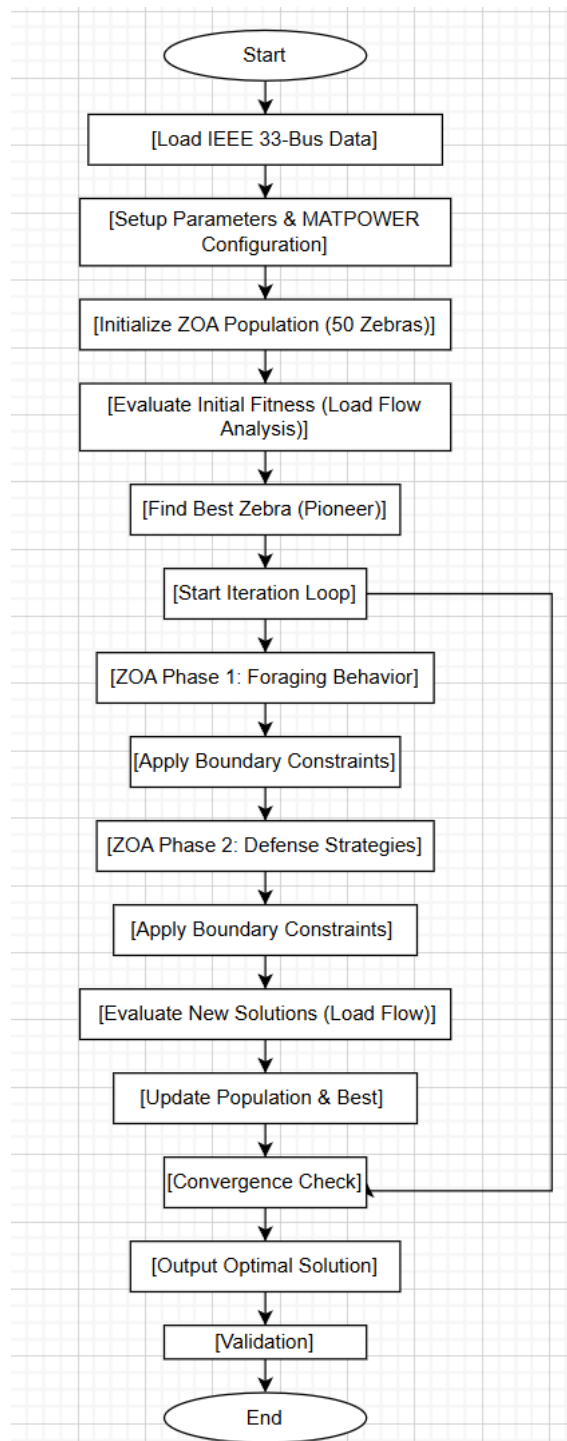 Start
[Load IEEE 33-Bus Data]
[Setup Parameters & MATPOWER
Configuration]
[Initialize ZOA Population (50 Zebras)]
[Evaluate Initial Fitness (Load Flow
Analysis)]
[Find Best Zebra (Pioneer)]
[Start Iteration Loop]
[ZOA Phase 1: Foraging Behavior]
[Apply Boundary Constraints]
[ZOA Phase 2: Defense Strategies]
[Apply Boundary Constraints]
[Evaluate New Solutions (Load Flow)]
[Update Population & Best]
[Convergence Check]
[Output Optimal Solution]
[Validation]
End